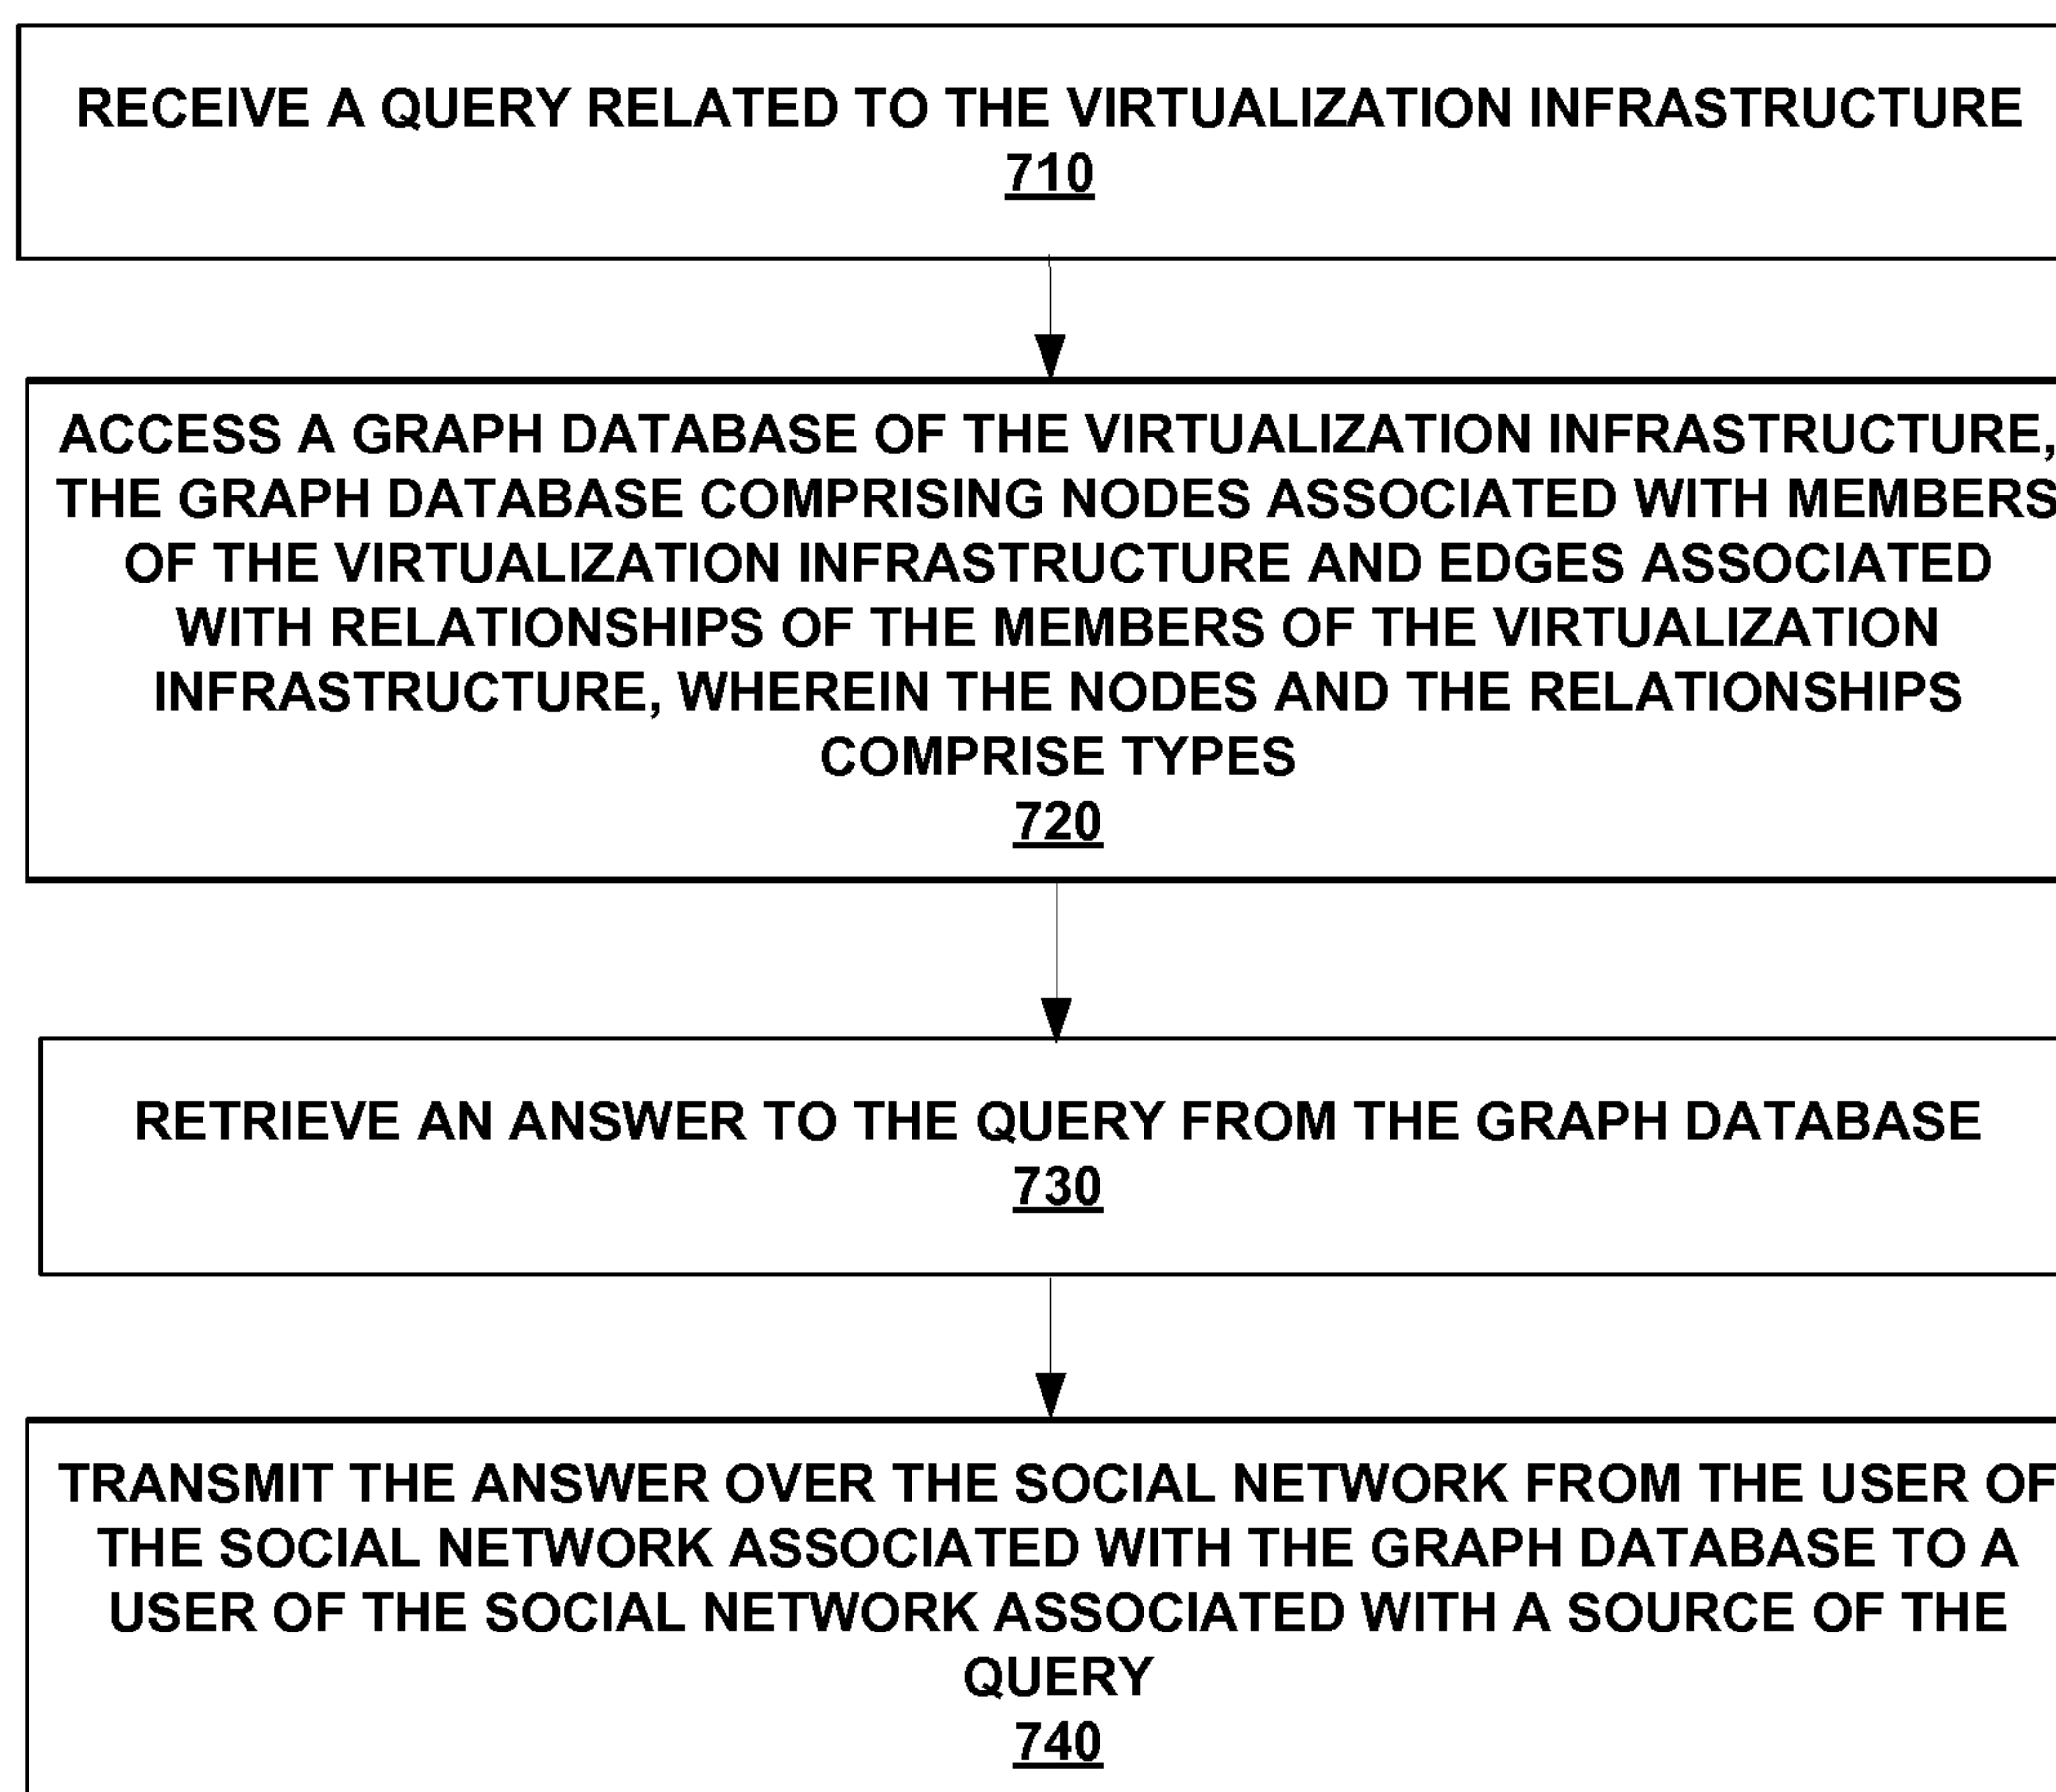 RECEIVE A QUERY RELATED TO THE VIRTUALIZATION INFRASTRUCTURE
710
ACCESS A GRAPH DATABASE OF THE VIRTUALIZATION INFRASTRUCTURE,
THE GRAPH DATABASE COMPRISING NODES ASSOCIATED WITH MEMBERS
OF THE VIRTUALIZATION INFRASTRUCTURE AND EDGES ASSOCIATED
WITH RELATIONSHIPS OF THE MEMBERS OF THE VIRTUALIZATION
INFRASTRUCTURE, WHEREIN THE NODES AND THE RELATIONSHIPS
COMPRISE TYPES
720
RETRIEVE AN ANSWER TO THE QUERY FROM THE GRAPH DATABASE
730
TRANSMIT THE ANSWER OVER THE SOCIAL NETWORK FROM THE USER OF
THE SOCIAL NETWORK ASSOCIATED WITH THE GRAPH DATABASE TO A
USER OF THE SOCIAL NETWORK ASSOCIATED WITH A SOURCE OF THE
QUERY
740